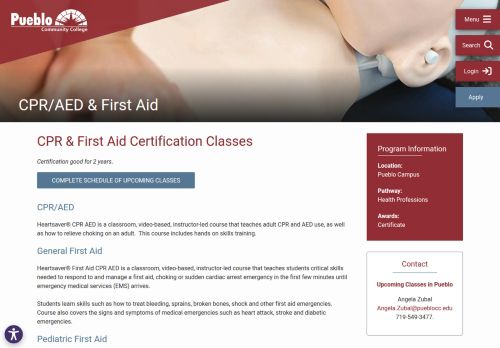 Pueblo
Community College
Menu
Search
Login
Apply
CPR/AED & First Aid
CPR & First Aid Certification Classes
Certification good for 2 years.
COMPLETE SCHEDULE OF UPCOMING CLASSES
CPR/AED
Heartsaver® CPR AED is a classroom, video-based, instructor-led course that teaches adult CPR and AED use, as well
as how to relieve choking on an adult. This course includes hands on skills training.
General First Aid
Heartsaver® First Aid CPR AED is a classroom, video-based, instructor-led course that teaches students critical skills
needed to respond to and manage a first aid, choking or sudden cardiac arrest emergency in the first few minutes until
emergency medical services (EMS) arrives.
Students learn skills such as how to treat bleeding, sprains, broken bones, shock and other first aid emergencies.
Course also covers the signs and symptoms of medical emergencies such as heart attack, stroke and diabetic
emergencies.
Pediatric First Aid
Program Information
Location:
Pueblo Campus
Pathway:
Health Professions
Awards:
Certificate
Contact
Upcoming Classes in Pueblo
Angela Zubal
Angela.Zubal@pueblocc.edu
719-549-3477.